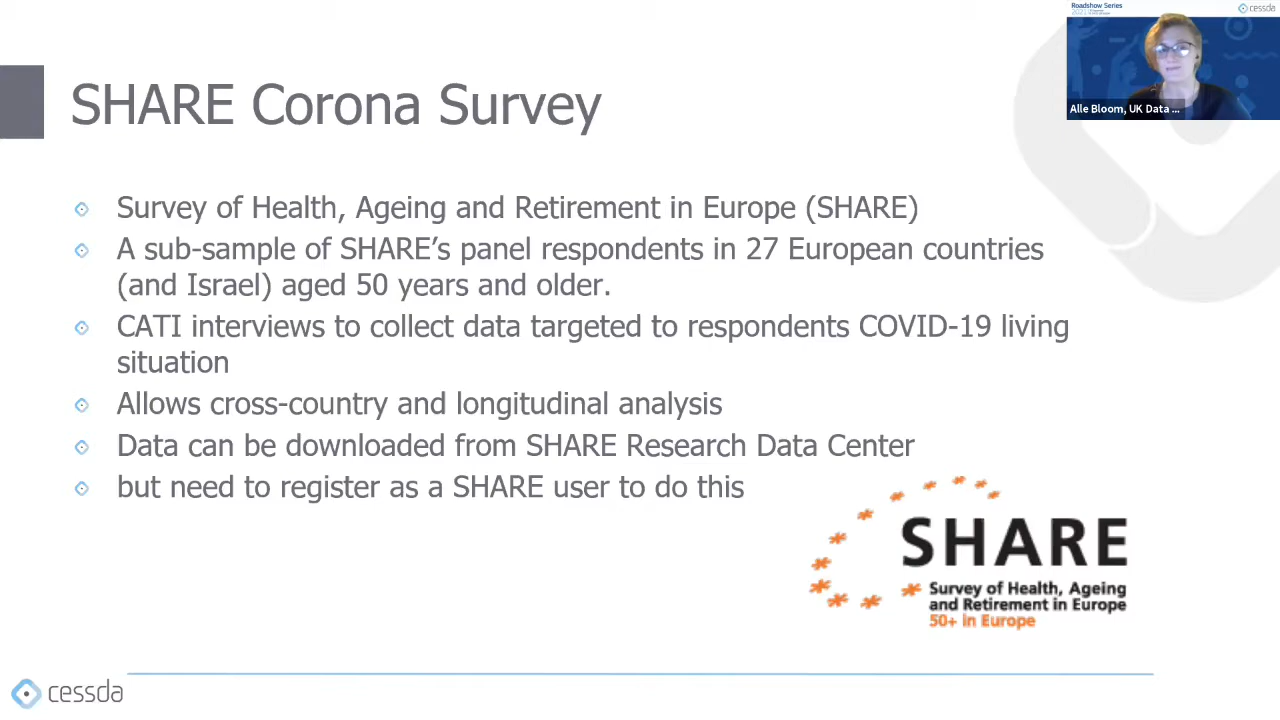 Roadshow Series
cessda
Alle Bloom, UK Data ...
SHARE Corona Survey
Survey of Health, Ageing and Retirement in Europe (SHARE)
A sub-sample of SHARE’s panel respondents in 27 European countries
(and Israel) aged 50 years and older.
CATI interviews to collect data targeted to respondents COVID-19 living
situation
Allows cross-country and longitudinal analysis
Data can be downloaded from SHARE Research Data Center
but need to register as a SHARE user to do this
SHARE
Survey of Health, Ageing
and Retirement in Europe
50+ in Europe
cessda